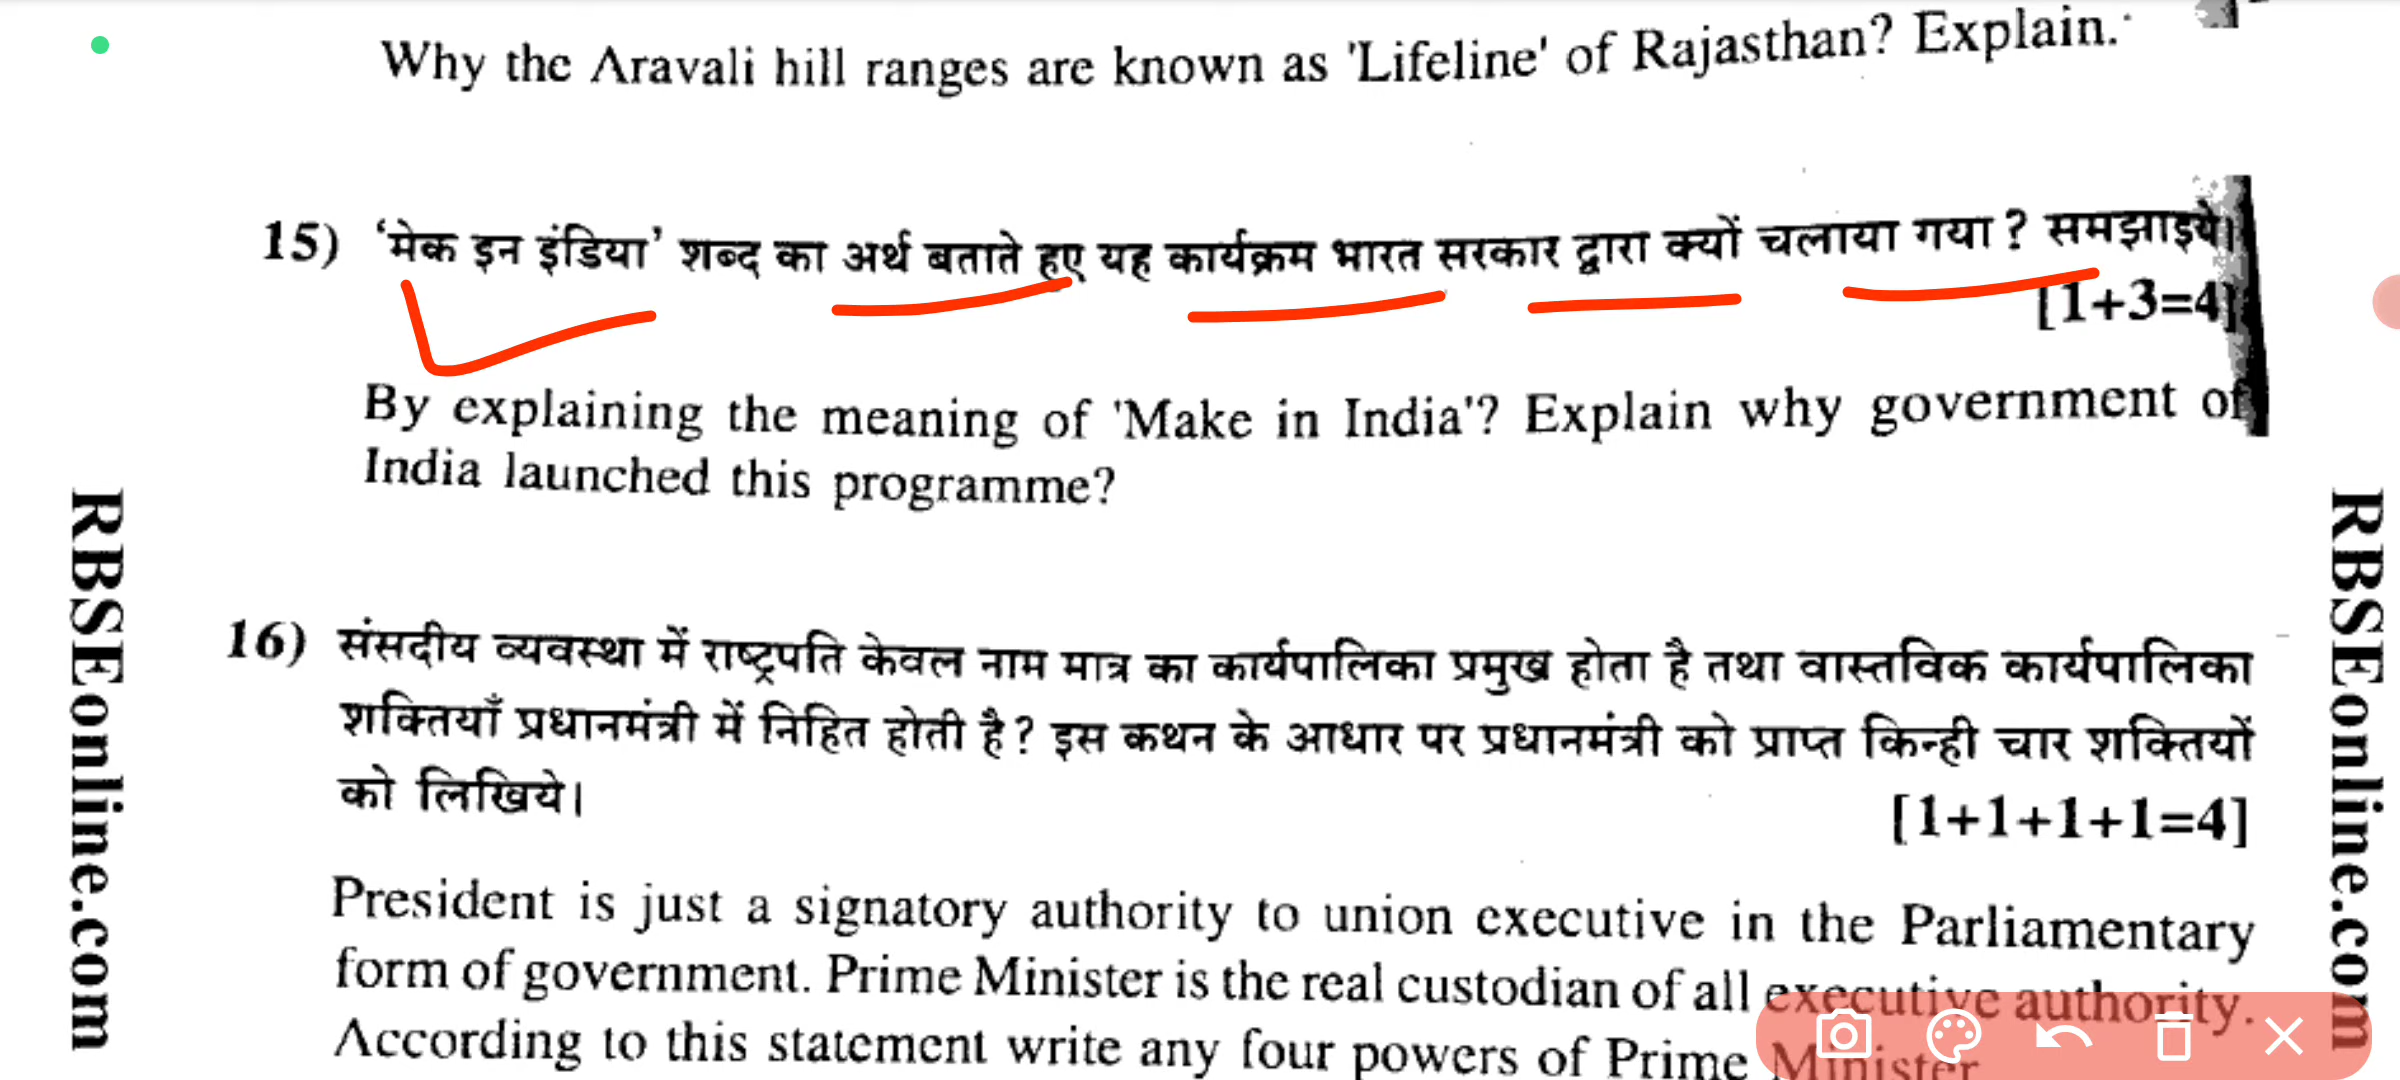 Why the Aravali hill ranges are known as 'Lifeline' of Rajasthan? Explain.
15) ‘मेक इन इंडिया’ शब्द का अर्थ बताते हुए यह कार्यक्रम भारत सरकार द्वारा क्यों चलाया गया? समझाइये।
[1+3=4]
By explaining the meaning of 'Make in India'? Explain why government of
India launched this programme?
16) संसदीय व्यवस्था में राष्ट्रपति केवल नाम मात्र का कार्यपालिका प्रमुख होता है तथा वास्तविक कार्यपालिका
शक्तियाँ प्रधानमंत्री में निहित होती है? इस कथन के आधार पर प्रधानमंत्री को प्राप्त किन्ही चार शक्तियों
को लिखिये।
[1+1+1+1=4]
President is just a signatory authority to union executive in the Parliamentary
form of government. Prime Minister is the real custodian of all executive authority.
According to this statement write any four powers of Prime Minister
RBSEonline.com
RBSEonline.com